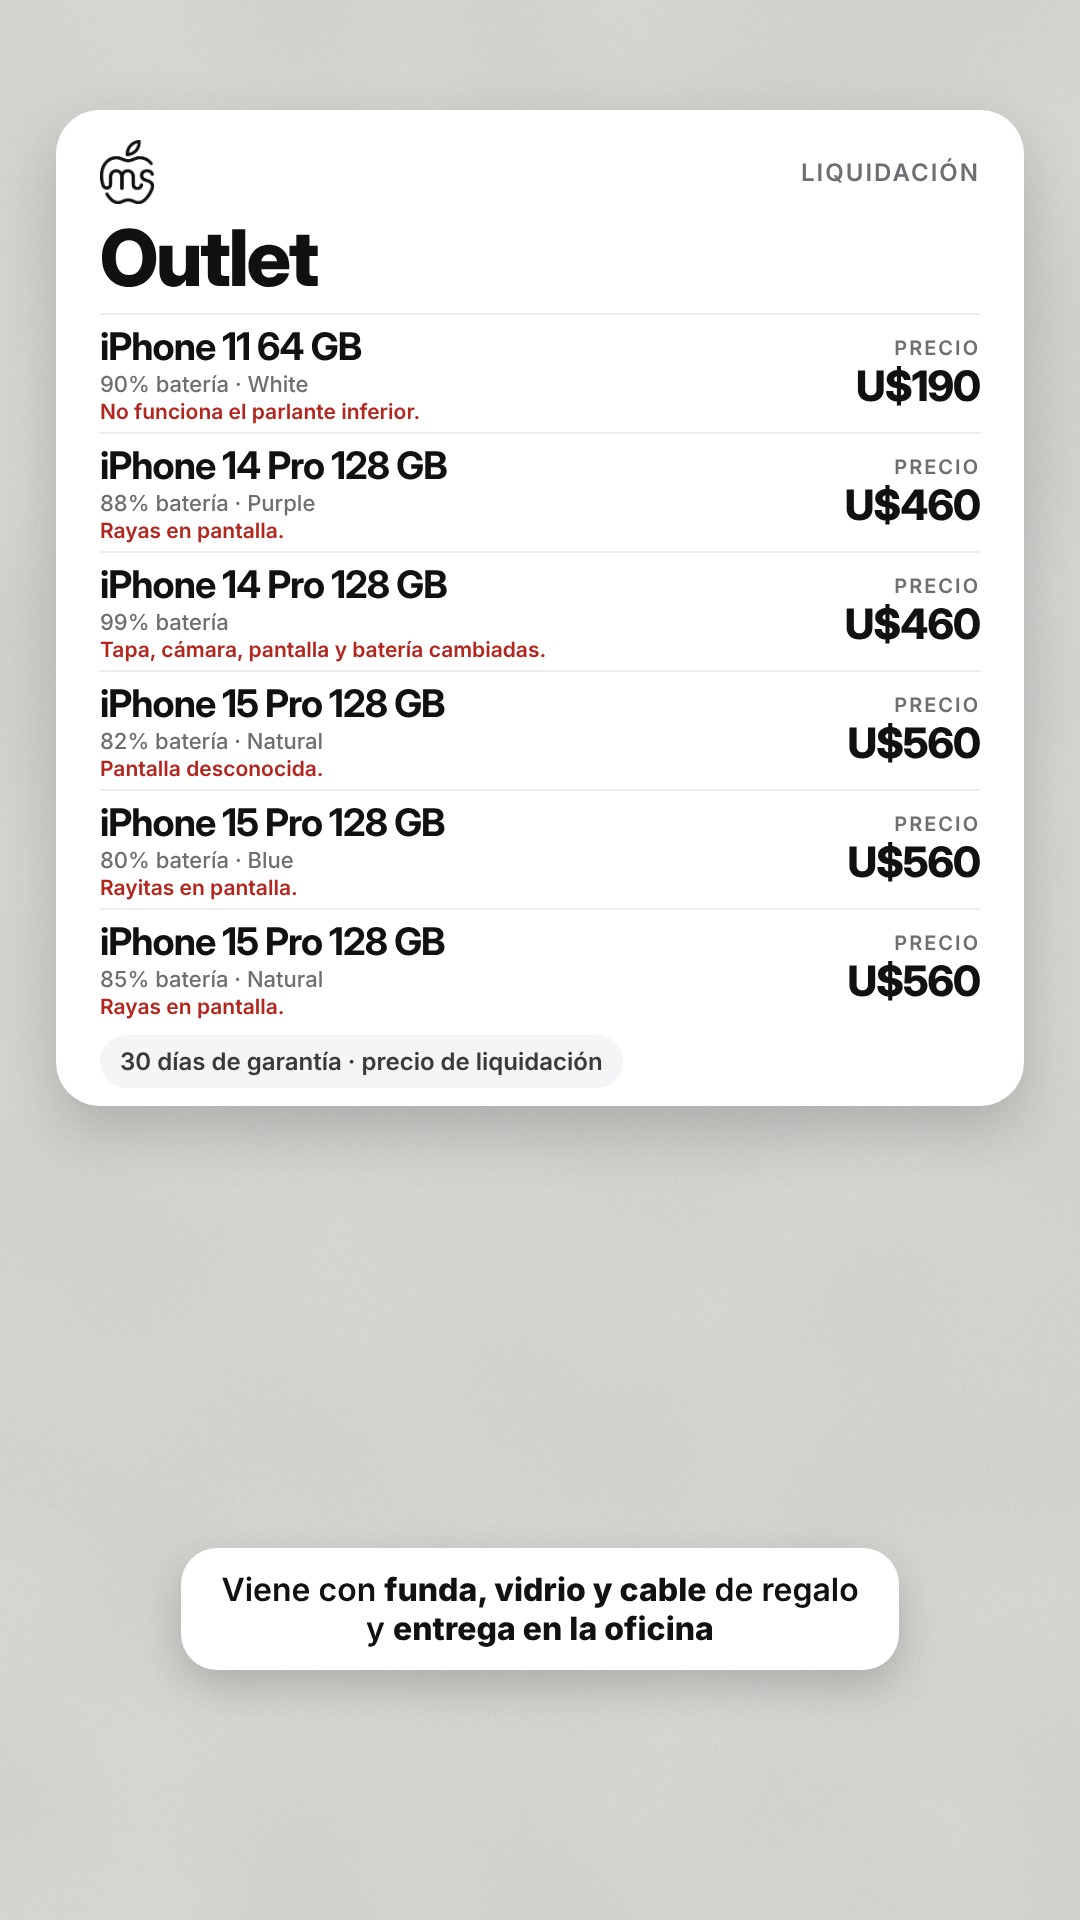 ms
LIQUIDACIÓN
Outlet
iPhone 11 64 GB
90% batería · White
No funciona el parlante inferior.
PRECIO
U$190
iPhone 14 Pro 128 GB
88% batería · Purple
Rayas en pantalla.
PRECIO
U$460
iPhone 14 Pro 128 GB
99% batería
Tapa, cámara, pantalla y batería cambiadas.
PRECIO
U$460
iPhone 15 Pro 128 GB
82% batería · Natural
Pantalla desconocida.
PRECIO
U$560
iPhone 15 Pro 128 GB
80% batería · Blue
Rayitas en pantalla.
PRECIO
U$560
iPhone 15 Pro 128 GB
85% batería · Natural
Rayas en pantalla.
PRECIO
U$560
30 días de garantía · precio de liquidación
Viene con funda, vidrio y cable de regalo
y entrega en la oficina